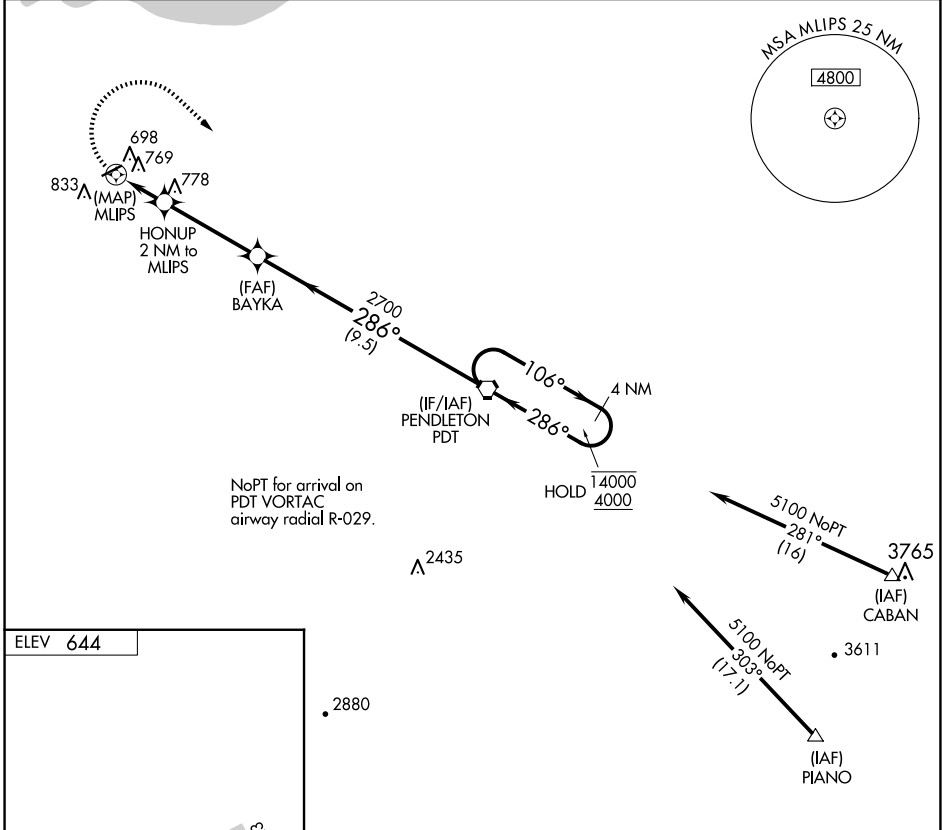 MSA MLIPS 25 NM
4800
698
769
833
778
(MAP)
MLIPS
HONUP
2 NM to
MLIPS
(FAF)
BAYKA
2700
286°
(9.5)
106°
4 NM
286°
(IF/IAF)
PENDLETON
PDT
HOLD
14000
4000
NoPT for arrival on
PDT VORTAC
airway radial R-029.
5100 NoPT
281°
(16)
3765
(IAF)
CABAN
2435
5100 NoPT
303°
(17.1)
3611
ELEV 644
2880
(IAF)
PIANO
3